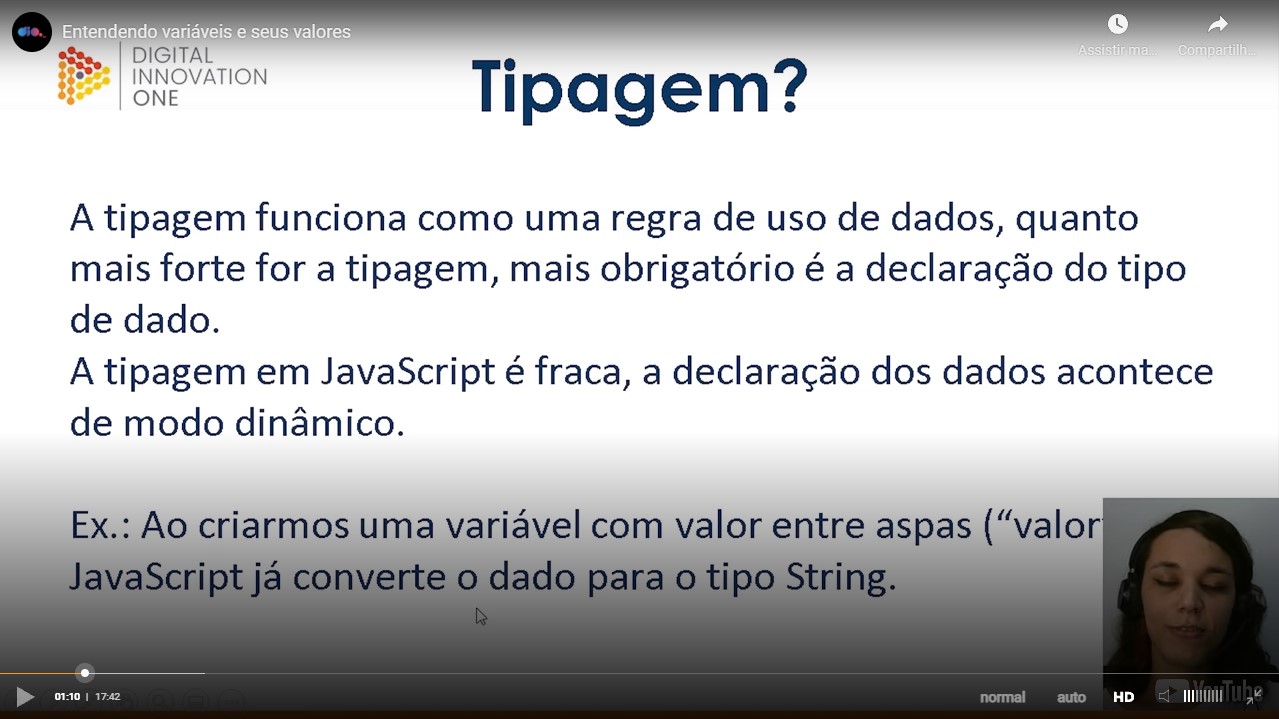 dio.
Entendendo variáveis e seus valores
Assistir ma...
Compartilh...
DIGITAL
INNOVATION
ONE
Tipagem?
A tipagem funciona como uma regra de uso de dados, quanto
mais forte for a tipagem, mais obrigatório é a declaração do tipo
de dado.
A tipagem em JavaScript é fraca, a declaração dos dados acontece
de modo dinâmico.
Ex.: Ao criarmos uma variável com valor entre aspas (“valor
JavaScript já converte o dado para o tipo String.
01:10 | 17:42
normal
auto
HD
YouTube